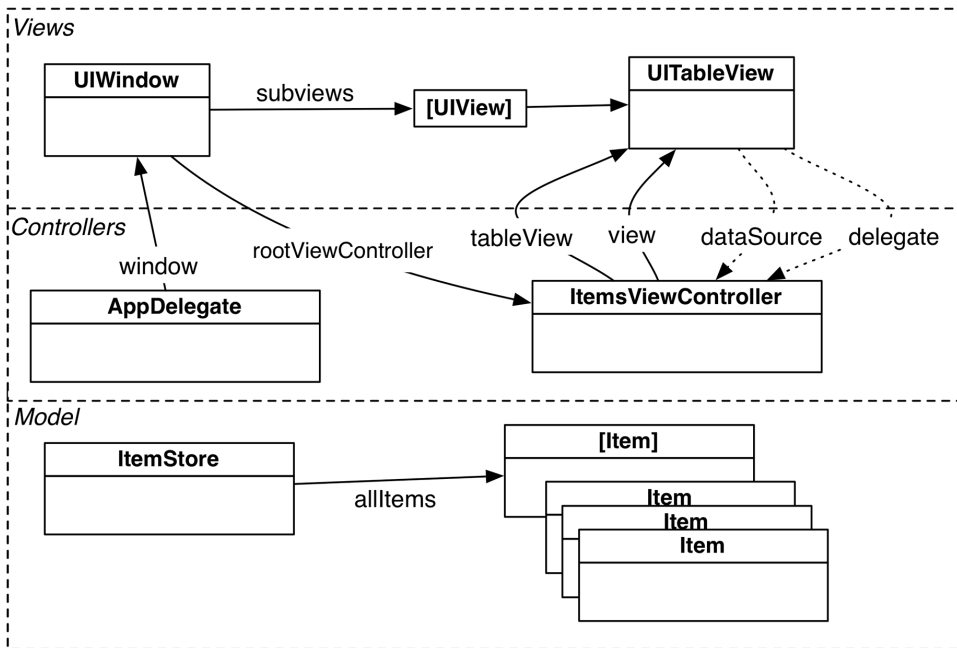 Views
UIWindow
subviews
[UIView]
UITableView
Controllers
window
rootViewController
tableView
view
dataSource
delegate
AppDelegate
ItemsViewController
Model
ItemStore
allItems
[Item]
Item
Item
Item